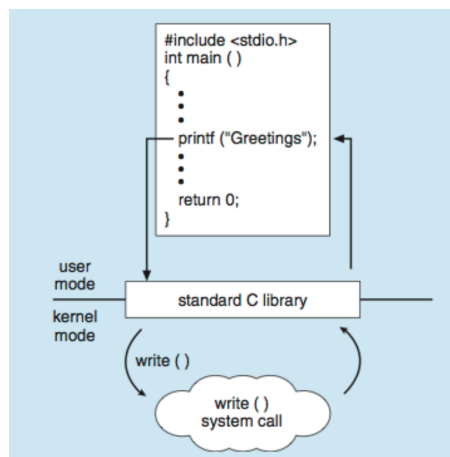 #include <stdio.h>
int main ( )
{
•
•
•
printf ("Greetings");
•
•
•
return 0;
}
user
mode
standard C library
kernel
mode
write ( )
write ( )
system call